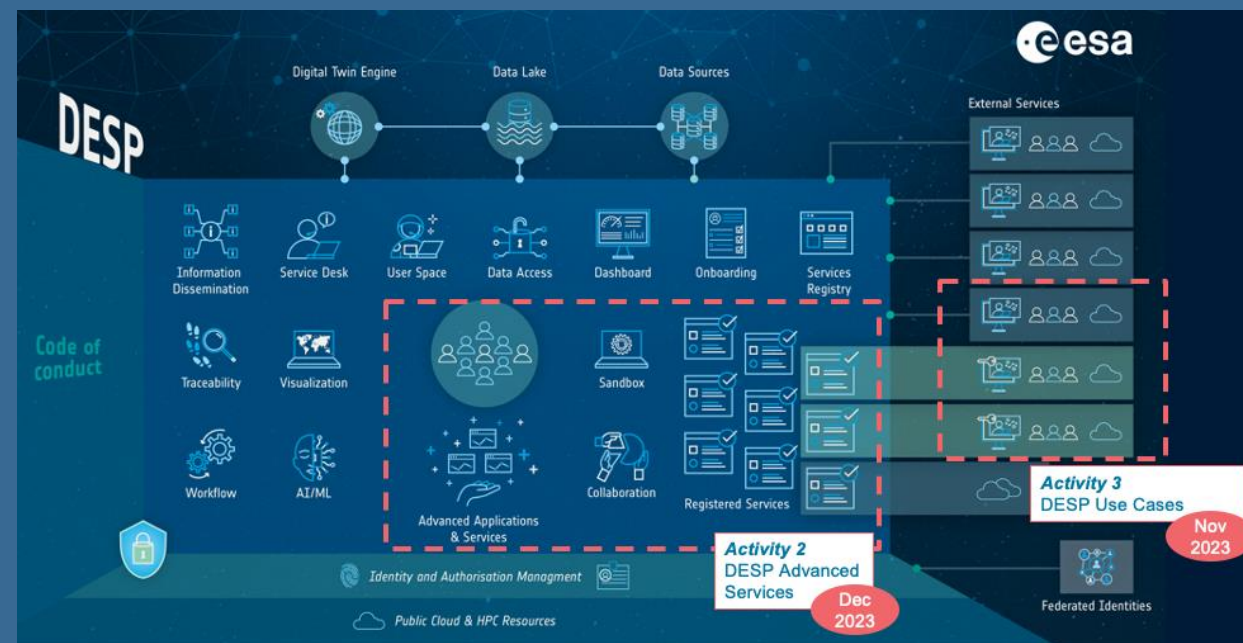 esa
DESP
Digital Twin Engine
Data Lake
Data Sources
External Services
Information
Dissemination
Service Desk
User Space
Data Access
Dashboard
Onboarding
Services
Registry
Code of
conduct
Traceability
Visualization
Sandbox
Workflow
AI/ML
Advanced Applications
& Services
Collaboration
Registered Services
Activity 3
DESP Use Cases
Nov
2023
Activity 2
DESP Advanced
Services
Dec
2023
Identity and Authorisation Managment
Federated Identities
Public Cloud & HPC Resources